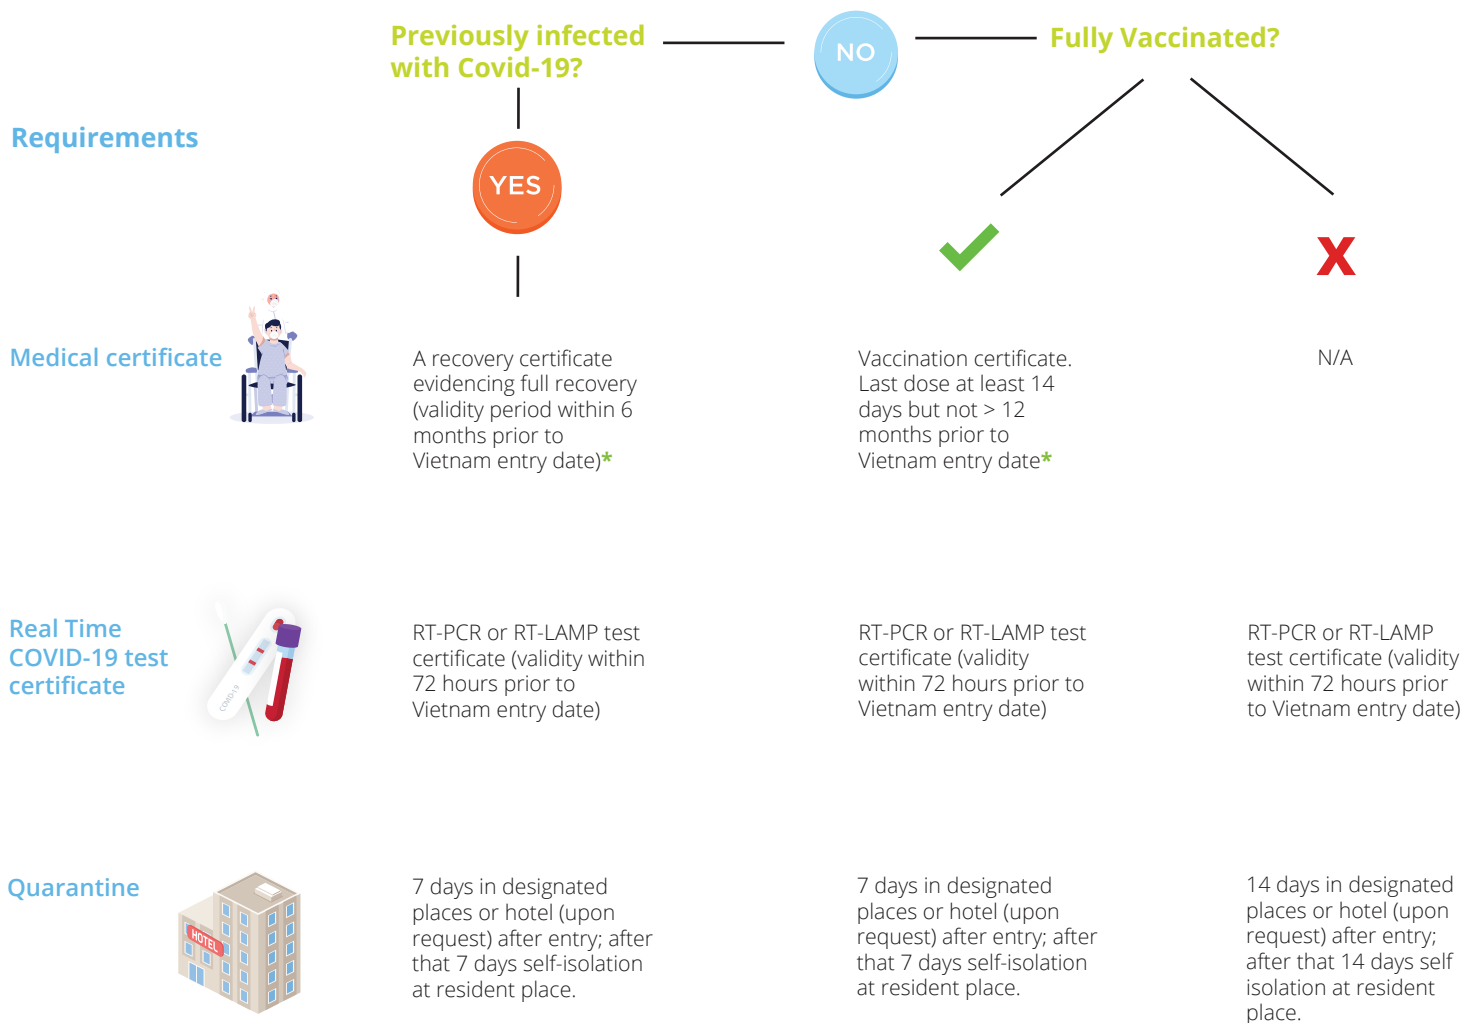 Previously infected
with Covid-19?
NO
Fully Vaccinated?
Requirements
YES
X
Medical certificate
A recovery certificate
evidencing full recovery
(validity period within 6
months prior to
Vietnam entry date)*
Vaccination certificate.
Last dose at least 14
days but not > 12
months prior to
Vietnam entry date*
N/A
Real Time
COVID-19 test
certificate
COVID-19
RT-PCR or RT-LAMP test
certificate (validity within
72 hours prior to
Vietnam entry date)
RT-PCR or RT-LAMP test
certificate (validity
within 72 hours prior to
Vietnam entry date)
RT-PCR or RT-LAMP
test certificate (validity
within 72 hours prior
to Vietnam entry date)
Quarantine
HOTEL
7 days in designated
places or hotel (upon
request) after entry; after
that 7 days self-isolation
at resident place.
7 days in designated
places or hotel (upon
request) after entry; after
that 7 days self-isolation
at resident place.
14 days in designated
places or hotel (upon
request) after entry;
after that 14 days self
isolation at resident
place.